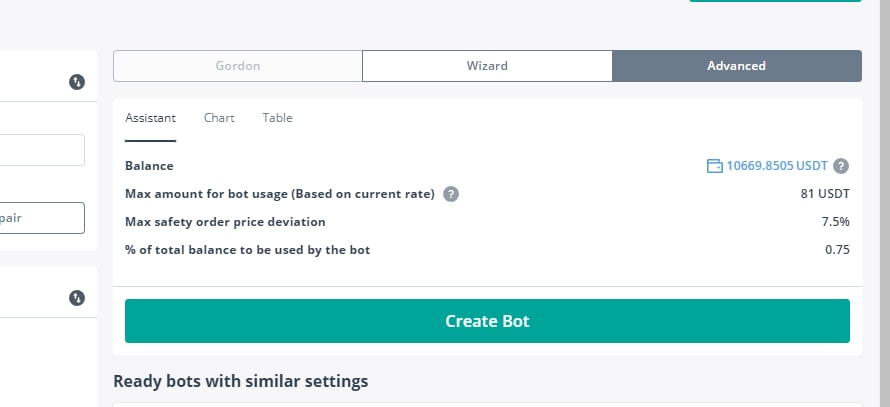 Gordon
Wizard
Advanced
Assistant
Chart
Table
Balance
10669.8505 USDT ?
Max amount for bot usage (Based on current rate) ?
81 USDT
Max safety order price deviation
7.5%
% of total balance to be used by the bot
0.75
pair
Create Bot
Ready bots with similar settings